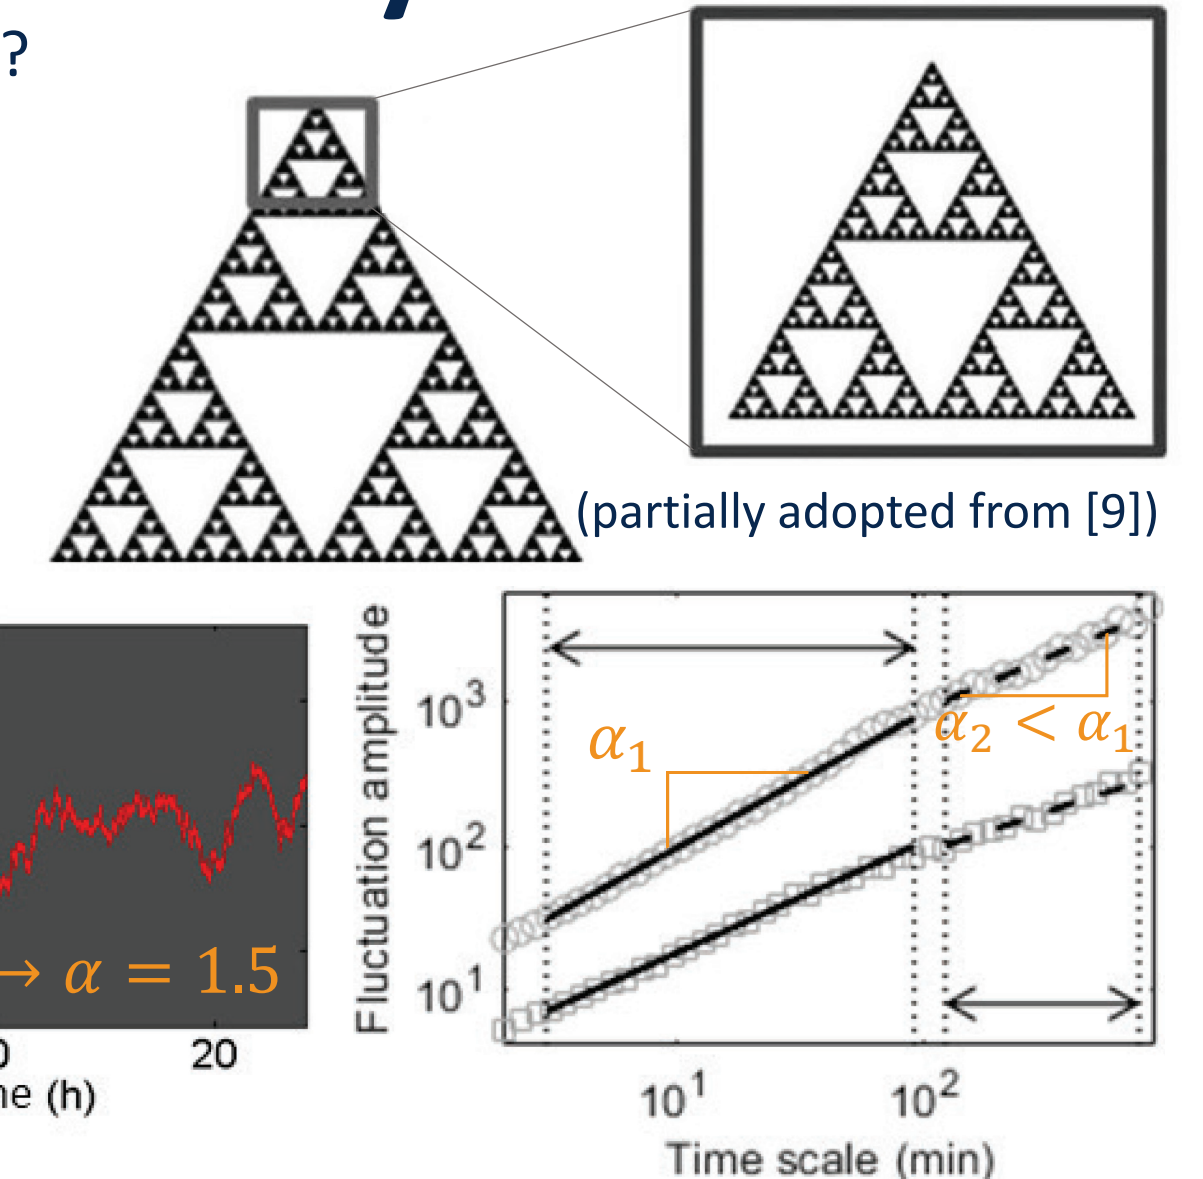 ?
(partially adopted from [9])
→ α = 1.5
20
(h)
Fluctuation amplitude
10³
10²
10¹
α₁
α₂ < α₁
10¹
10²
Time scale (min)